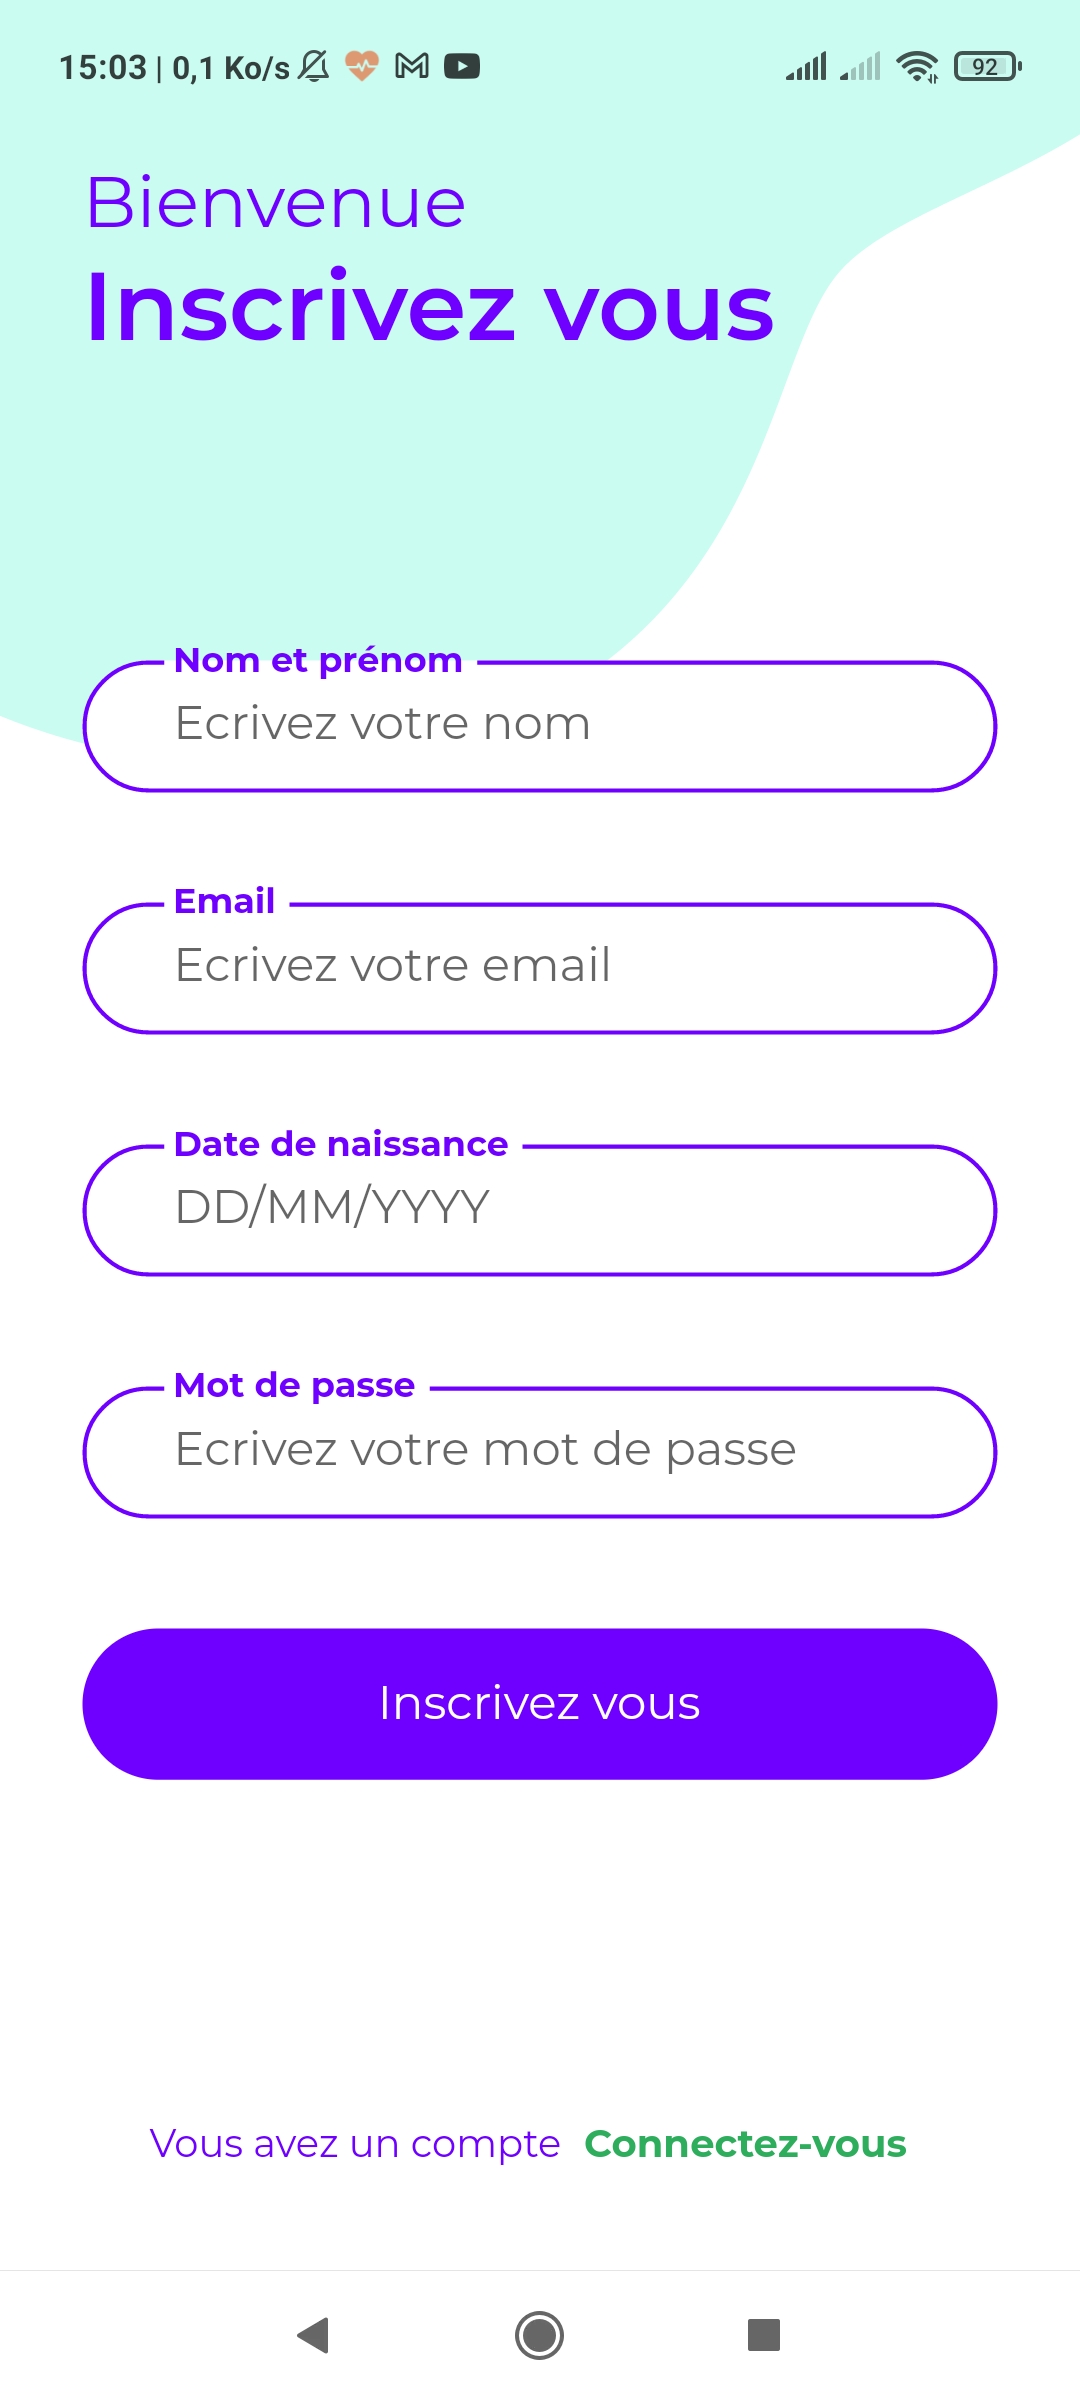 15:03 | 0,1 Ko/s 92
Bienvenue
Inscrivez vous
Nom et prénom
Ecrivez votre nom
Email
Ecrivez votre email
Date de naissance
DD/MM/YYYY
Mot de passe
Ecrivez votre mot de passe
Inscrivez vous
Vous avez un compte Connectez-vous